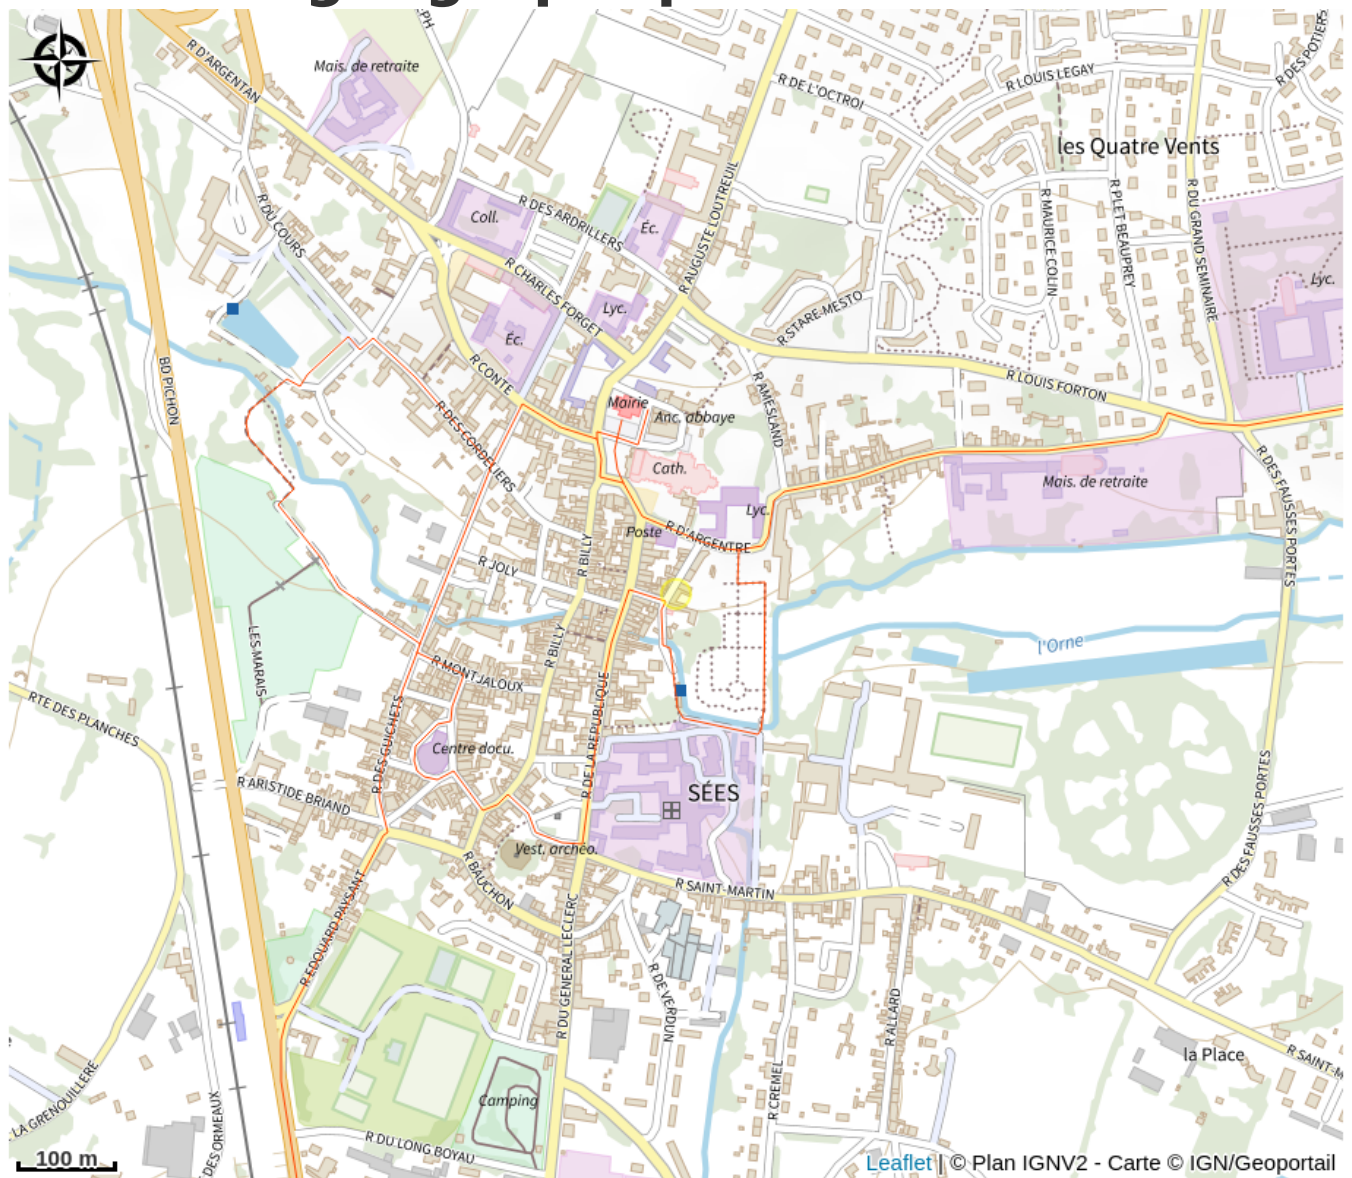 R D'ARGENTAN
Mais. de retraite
R DE L'OCTROI
R LOUIS LEGAY
R DES POTIERS
les Quatre Vents
R DU COURS
Coll.
R DES ARDRILLERS
Éc.
R AUGUSTE LOUTREUIL
R MAURICE COLIN
R PLET-BEAUPREY
R DU GRAND SEMINAIRE
Lyc.
R CHARLES FORGET
Lyc.
R STARE-MESTO
Éc.
BD PICHON
R CONTE
R AMESLAND
R LOUIS FORTON
Mairie
Anc. abbaye
R DES CORDELIERS
Cath.
Mais. de retraite
R DES FAUSSES PORTES
Lyc.
Poste
R D'ARGENTRE
R BILLY
R JOLY
l'Orne
R BILLY
LES-MARAIS
R MONTJALOUX
RTE DES PLANCHES
R DES GUICHETS
R DE LA REPUBLIQUE
Centre docu.
R ARISTIDE BRIAND
SÉES
R DES FAUSSES PORTES
Vest. archéo.
R BAUCHON
R SAINT-MARTIN
R EDOUARD PAYSANT
R DU GENERAL LECLERC
R DE VERDUN
R ALLARD
la Place
R SAINT-M
LA GRENOUILLERE
DES ORMEAUX
Camping
R CREMEL
R DU LONG BOYAU
100 m
Leaflet | © Plan IGNV2 - Carte © IGN/Geoportail